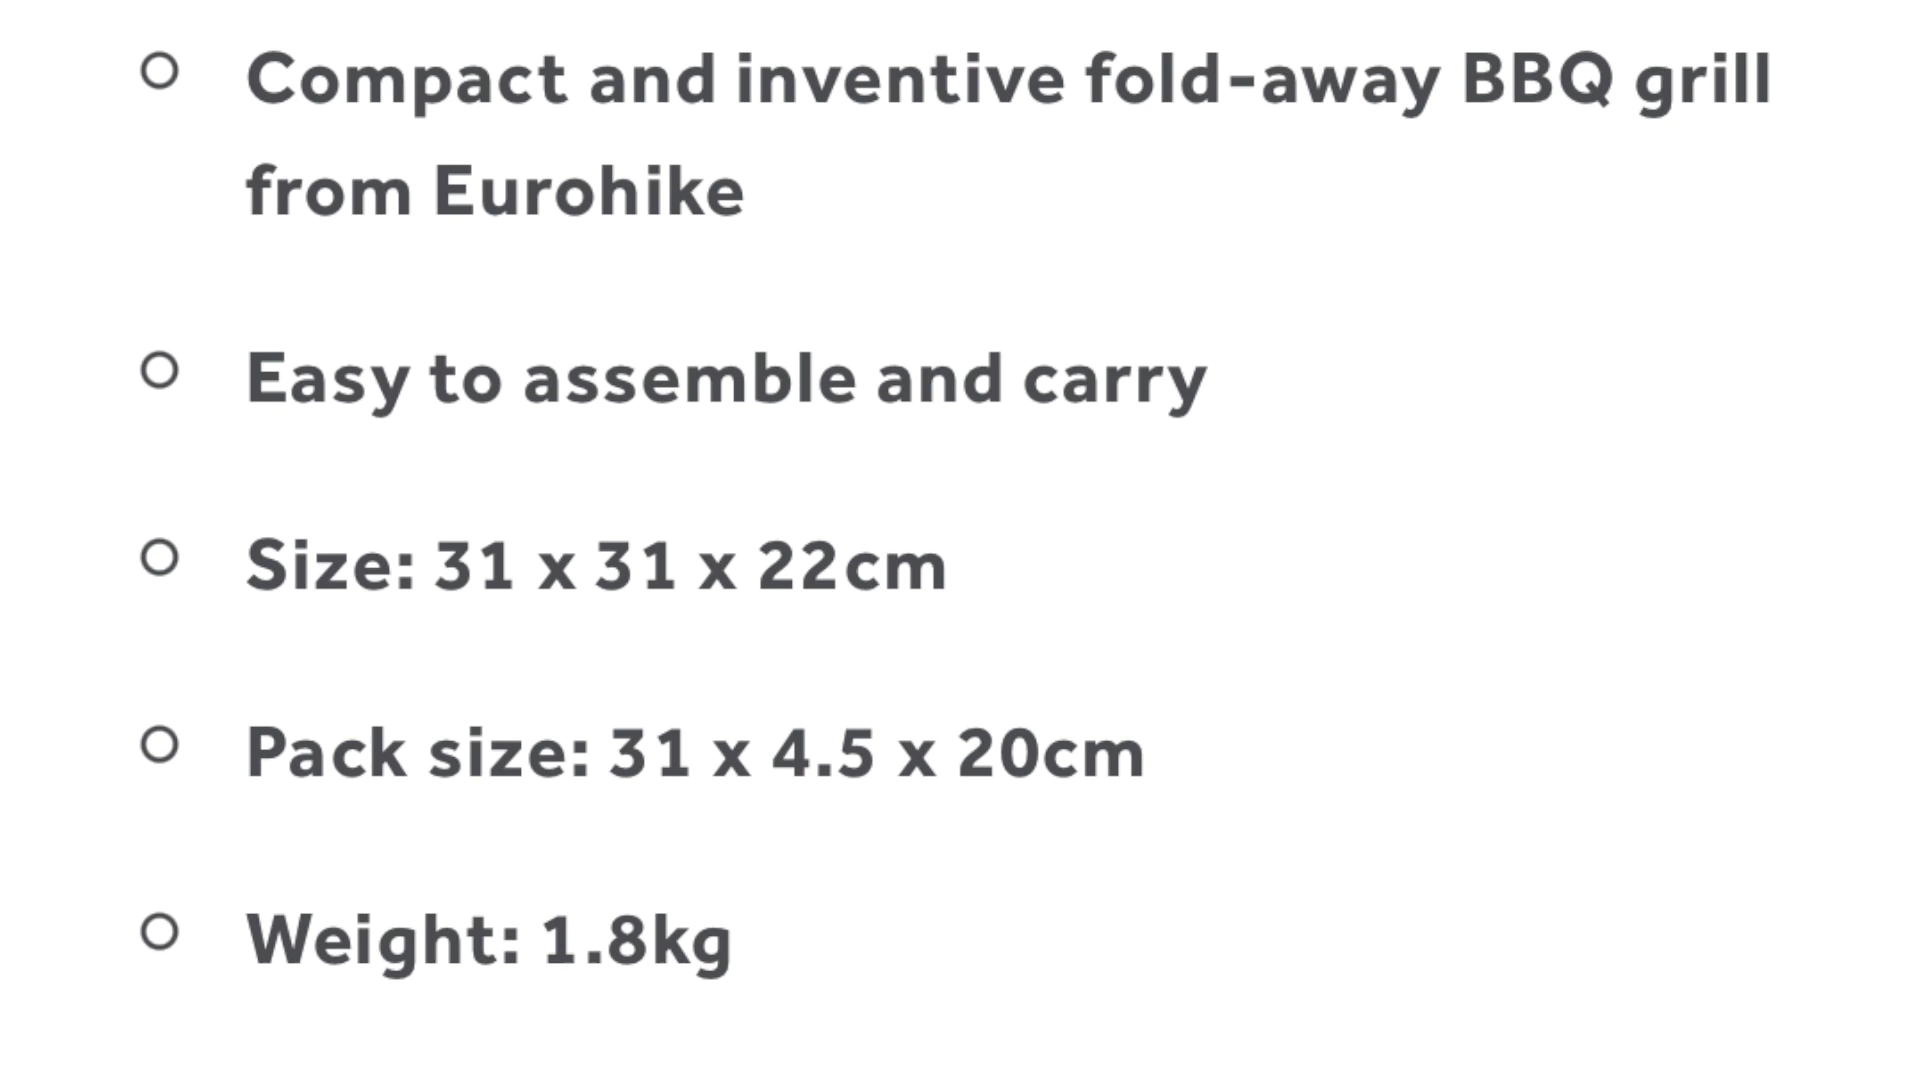 Compact and inventive fold-away BBQ grill
from Eurohike
Easy to assemble and carry
Size: 31 x 31 x 22cm
Pack size: 31 x 4.5 x 20cm
Weight: 1.8kg